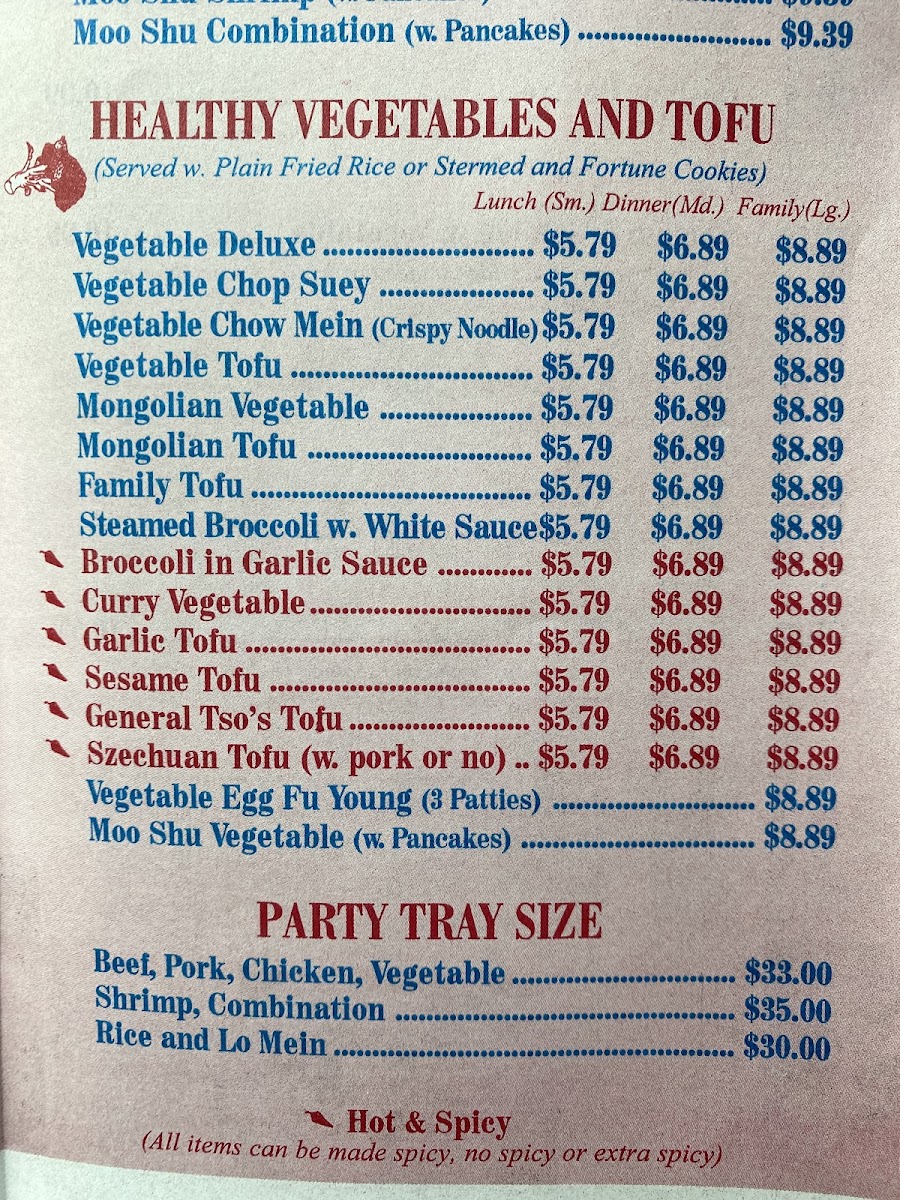 Moo Shu Shrimp (w. Pancakes) ........................ $9.39
Moo Shu Combination (w. Pancakes) ........................ $9.39
HEALTHY VEGETABLES AND TOFU
(Served w. Plain Fried Rice or Stermed and Fortune Cookies)
Lunch (Sm.) Dinner(Md.) Family(Lg.)
Vegetable Deluxe ........................ $5.79 $6.89 $8.89
Vegetable Chop Suey ................... $5.79 $6.89 $8.89
Vegetable Chow Mein (Crispy Noodle) $5.79 $6.89 $8.89
Vegetable Tofu ............................ $5.79 $6.89 $8.89
Mongolian Vegetable ................... $5.79 $6.89 $8.89
Mongolian Tofu .......................... $5.79 $6.89 $8.89
Family Tofu ................................. $5.79 $6.89 $8.89
Steamed Broccoli w. White Sauce $5.79 $6.89 $8.89
Broccoli in Garlic Sauce ............ $5.79 $6.89 $8.89
Curry Vegetable.......................... $5.79 $6.89 $8.89
Garlic Tofu .................................. $5.79 $6.89 $8.89
Sesame Tofu ............................... $5.79 $6.89 $8.89
General Tso's Tofu ...................... $5.79 $6.89 $8.89
Szechuan Tofu (w. pork or no) .. $5.79 $6.89 $8.89
Vegetable Egg Fu Young (3 Patties) ......................... $8.89
Moo Shu Vegetable (w. Pancakes) ............................ $8.89
PARTY TRAY SIZE
Beef, Pork, Chicken, Vegetable ........................... $33.00
Shrimp, Combination ......................................... $35.00
Rice and Lo Mein ................................................ $30.00
Hot & Spicy
(All items can be made spicy, no spicy or extra spicy)